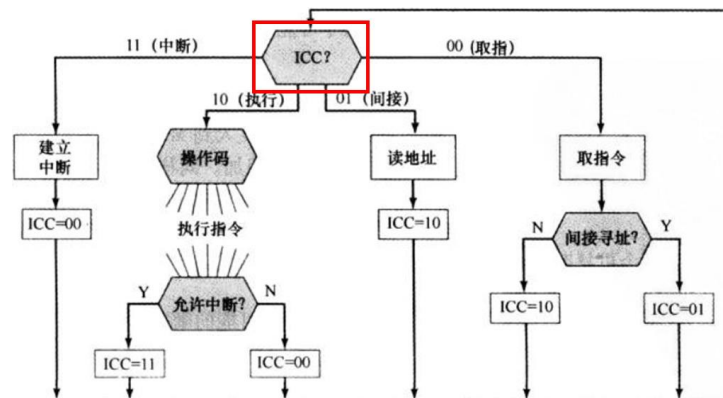 11（中断）
ICC？
00（取指）
10（执行）
01（间接）
建立
中断
操作码
读地址
取指令
ICC=00
执行指令
ICC=10
N
间接寻址？
Y
Y
允许中断？
N
ICC=10
ICC=01
ICC=11
ICC=00